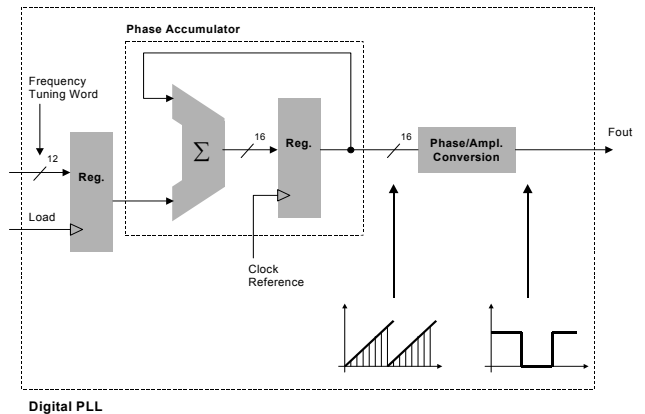 Phase Accumulator
Frequency
Tuning Word
12
Reg.
Load
Σ
16
Reg.
Clock
Reference
16
Phase/Ampl.
Conversion
Fout
Digital PLL